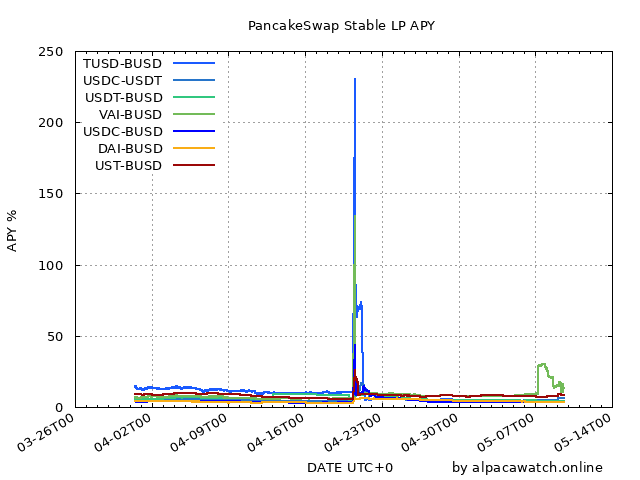 PancakeSwap Stable LP APY
250
200
150
100
50
0
APY %
TUSD-BUSD
USDC-USDT
USDT-BUSD
VAI-BUSD
USDC-BUSD
DAI-BUSD
UST-BUSD
03-26T00
04-02T00
04-09T00
04-16T00
04-23T00
04-30T00
05-07T00
05-14T00
DATE UTC+0
by alpacawatch.online